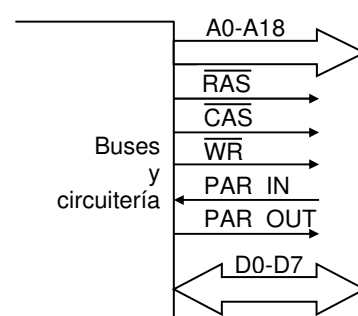 A0-A18
RAS
CAS
Buses
y
circuitería
WR
PAR IN
PAR OUT
D0-D7